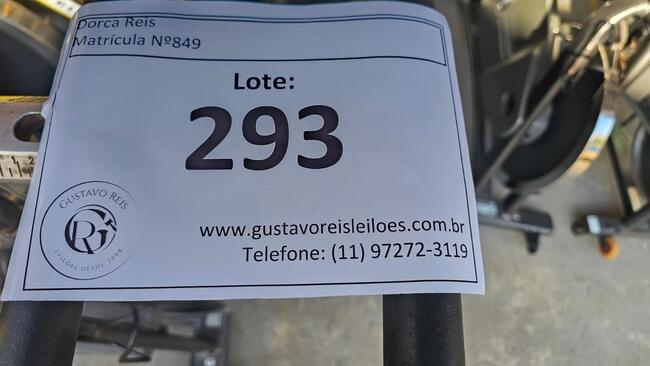 Dorca Reis
Matrícula Nº849
Lote:
293
GUSTAVO REIS
LEILÕES DESDE 2008
www.gustavoreisleiloes.com.br
Telefone: (11) 97272-3119